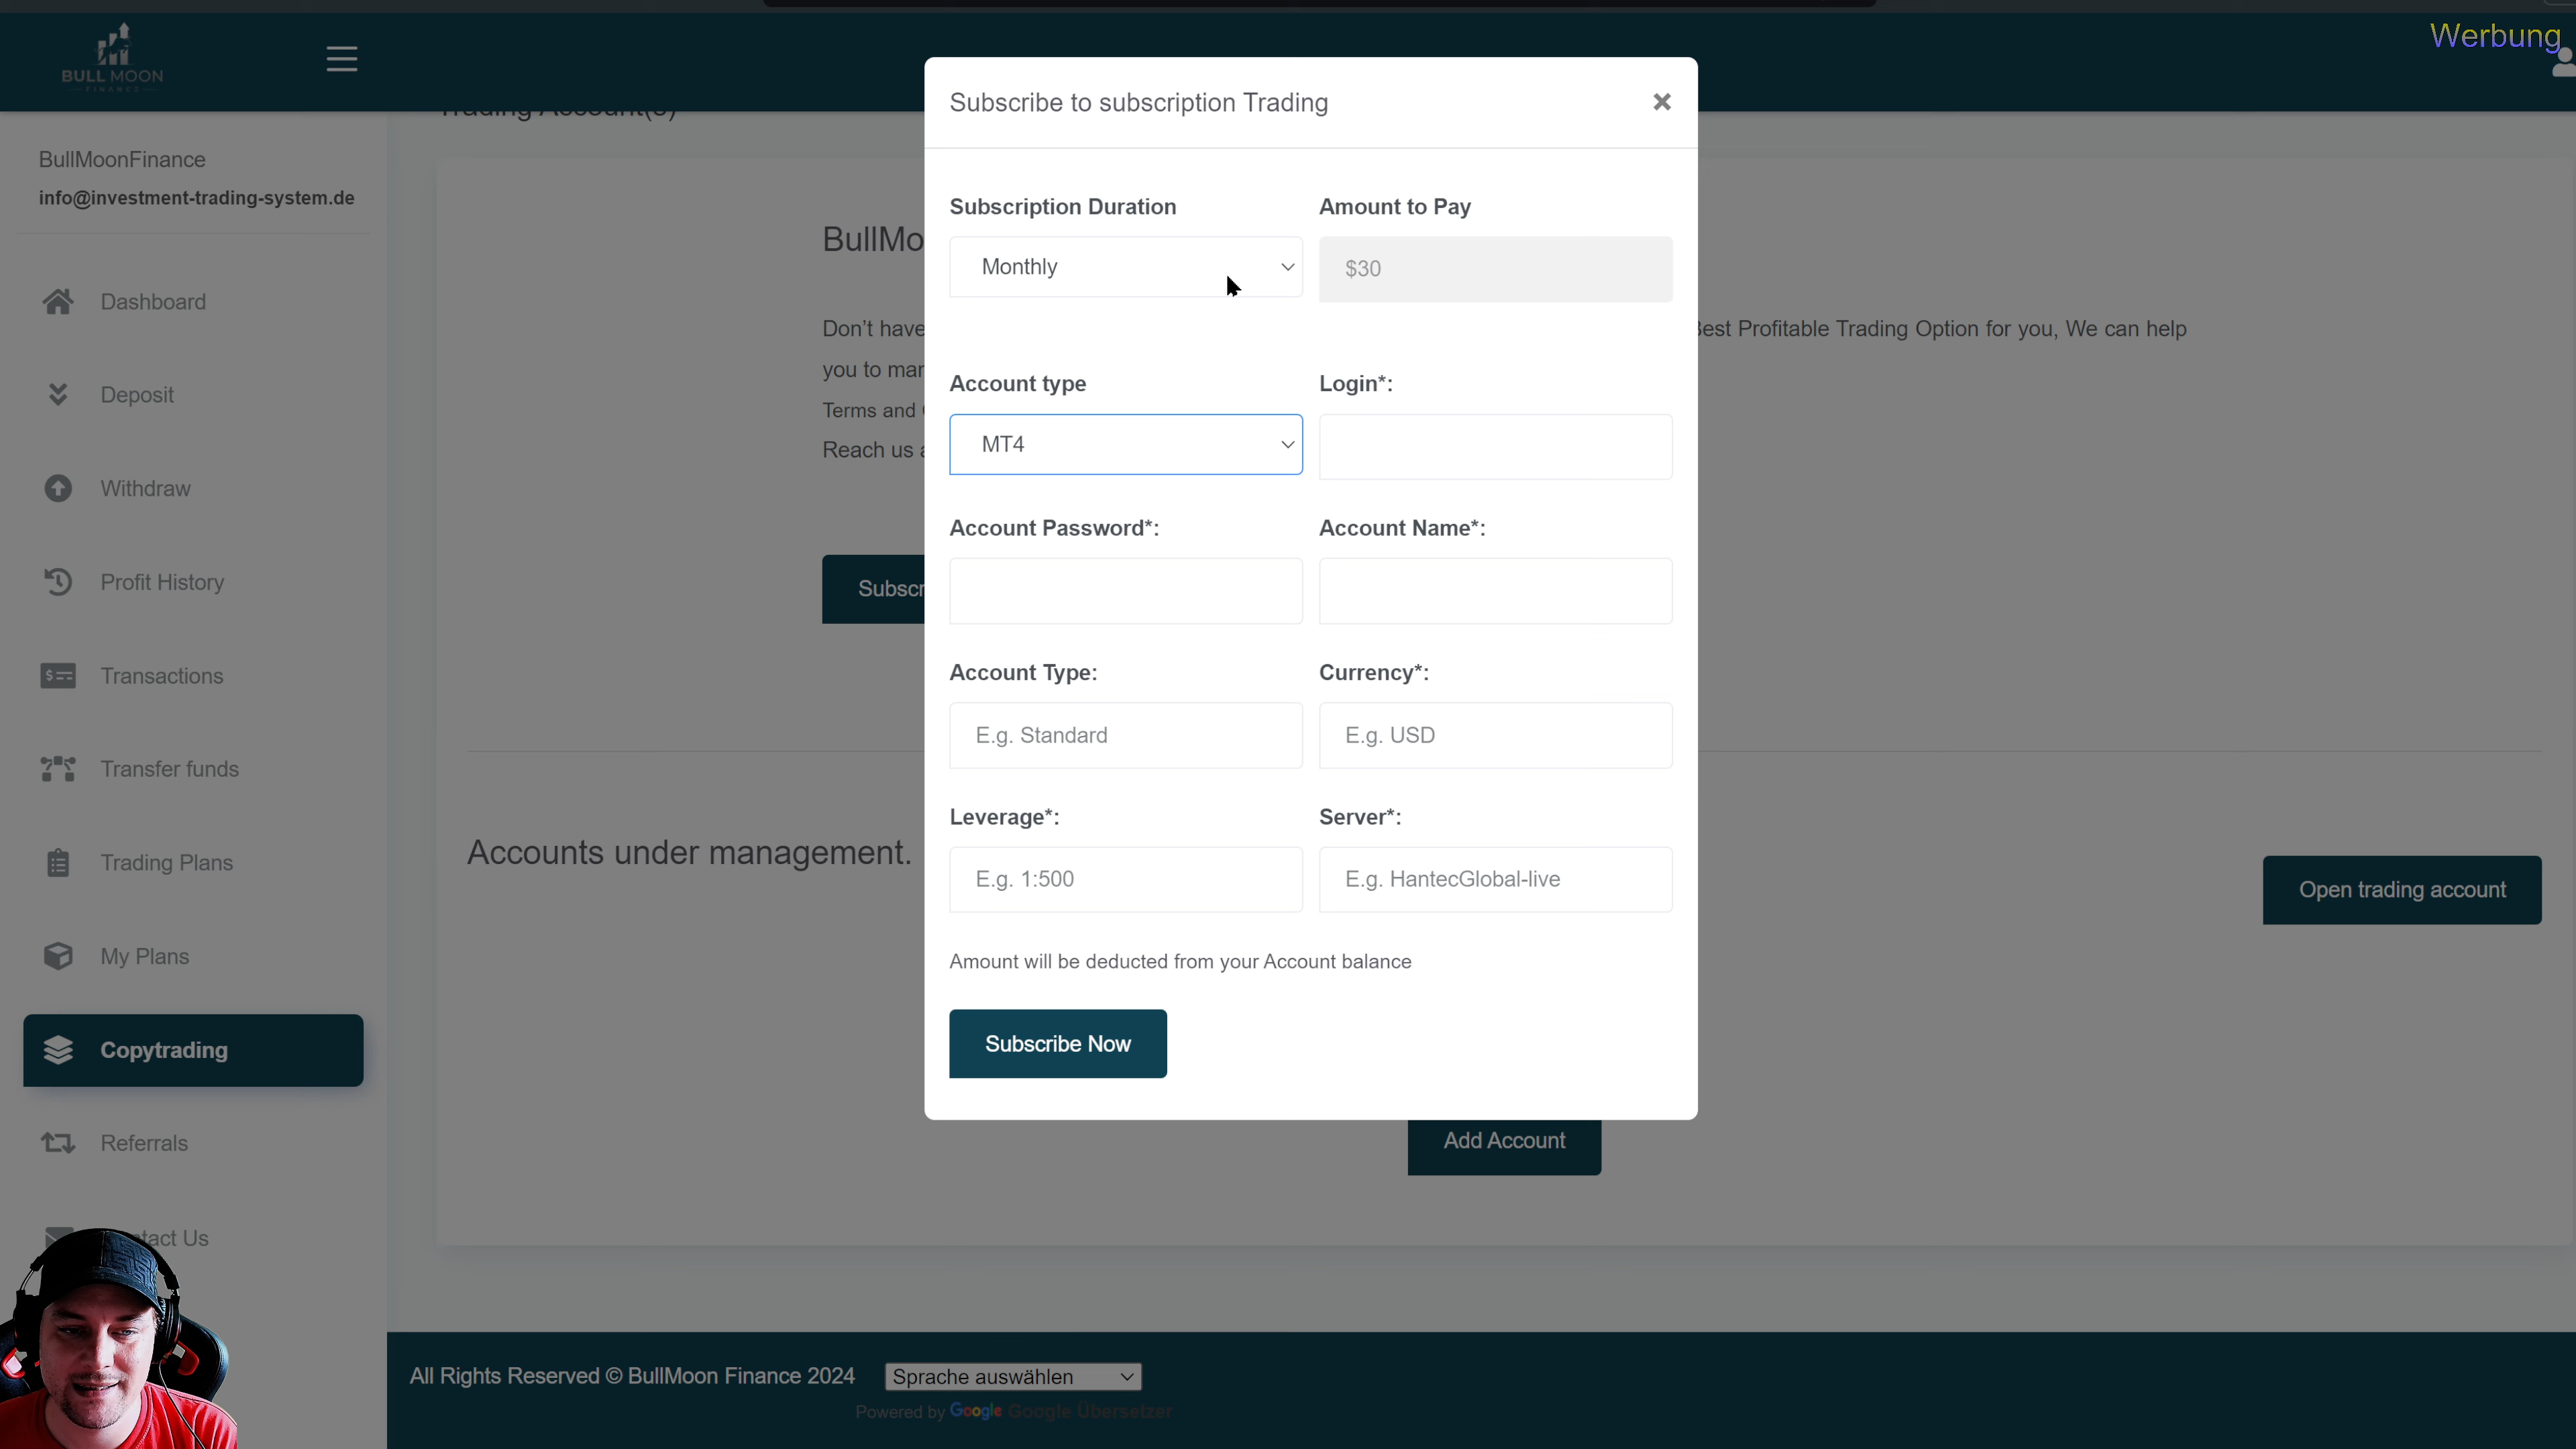 BULL MOON
FINANCE
Werbung
Subscribe to subscription Trading
Trading Account(s)
BullMoonFinance
info@investment-trading-system.de
Dashboard
Deposit
Withdraw
Profit History
Transactions
Transfer funds
Trading Plans
My Plans
Copytrading
Referrals
tact Us
Subscription Duration
Amount to Pay
Monthly
$30
BullMo
Don't have
Best Profitable Trading Option for you, We can help
you to mar
Terms and
Reach us
Subscr
Account type
Login*:
MT4
Account Password*:
Account Name*:
Account Type:
Currency*:
E.g. Standard
E.g. USD
Leverage*:
Server*:
E.g. 1:500
E.g. HantecGlobal-live
Amount will be deducted from your Account balance
Subscribe Now
Accounts under management.
Open trading account
Add Account
All Rights Reserved © BullMoon Finance 2024
Sprache auswählen
Powered by Google Google Übersetzer